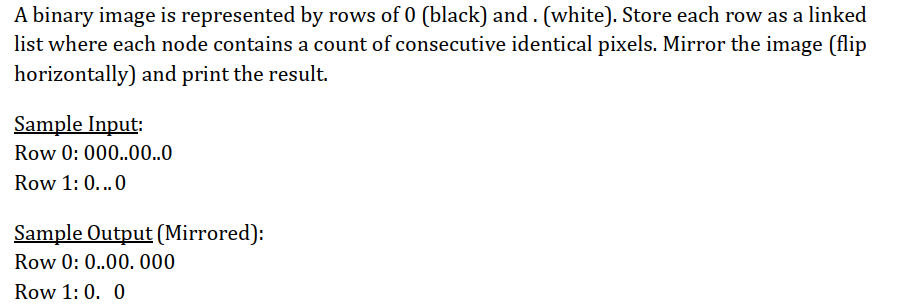 A binary image is represented by rows of 0 (black) and . (white). Store each row as a linked
list where each node contains a count of consecutive identical pixels. Mirror the image (flip
horizontally) and print the result.
Sample Input:
Row 0: 000..00..0
Row 1: 0...0
Sample Output (Mirrored):
Row 0: 0..00. 000
Row 1: 0. 0